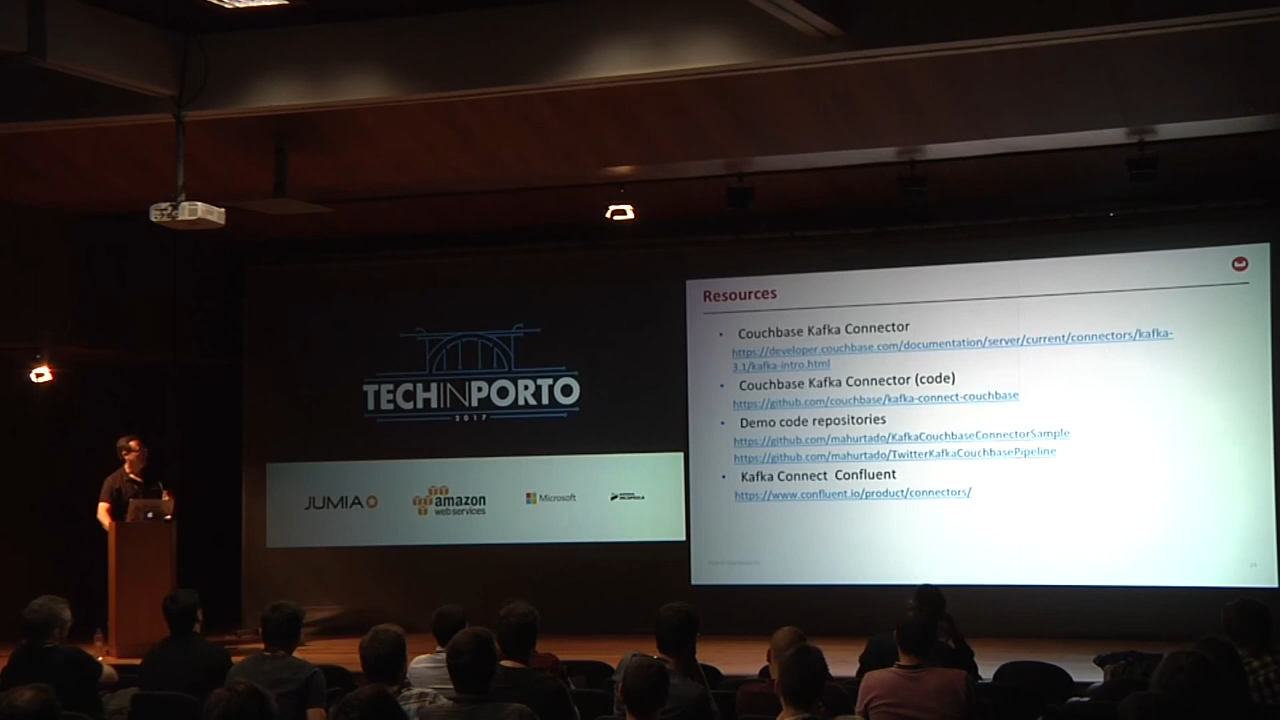 TECHINPORTO
2017
JUMIA
amazon
web services
Microsoft
Resources
• Couchbase Kafka Connector
https://developer.couchbase.com/documentation/server/current/connectors/kafka-
3.1/kafka-intro.html
• Couchbase Kafka Connector (code)
https://github.com/couchbase/kafka-connect-couchbase
• Demo code repositories
https://github.com/mahurtado/KafkaCouchbaseConnectorSample
https://github.com/mahurtado/TwitterKafkaCouchbasePipeline
• Kafka Connect Confluent
https://www.confluent.io/product/connectors/